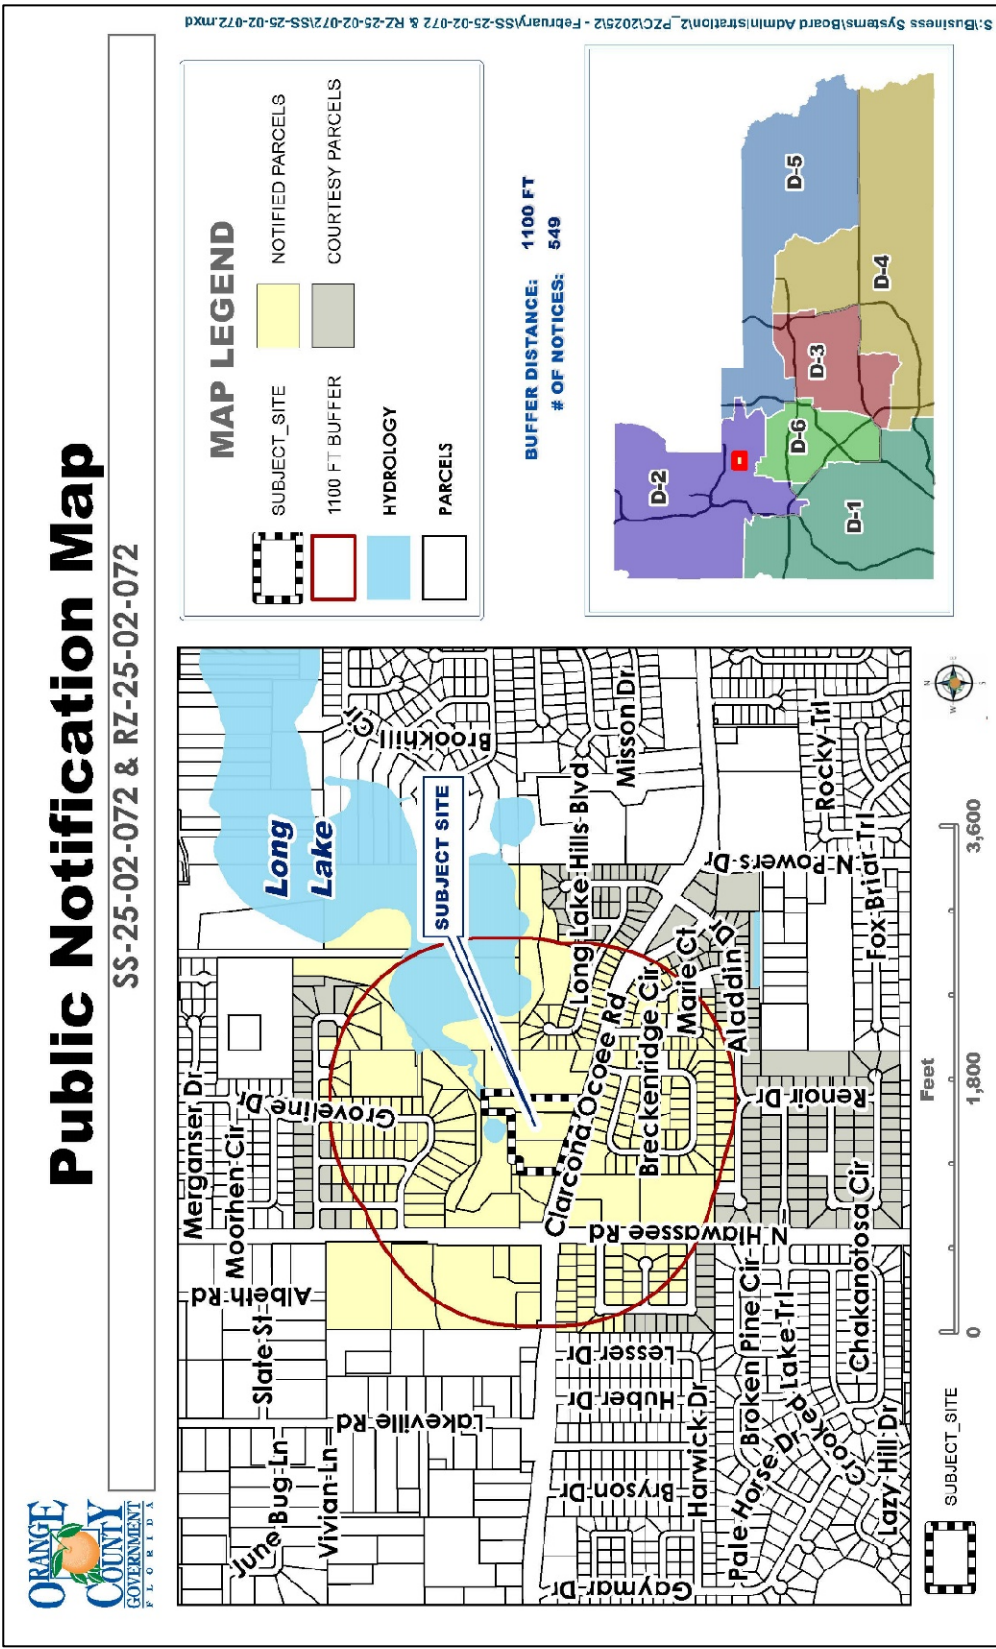 ORANGE
COUNTY
GOVERNMENT
FLORIDA
Public Notification Map
SS-25-02-072 & RZ-25-02-072
June Bug Ln
Vivian Ln
Slate St
Albeth Rd
Moorhen Cir
Merganser Dr
Groveline Dr
Lakeville Rd
Long
Lake
Brookhill Cir
SUBJECT SITE
Clarcona Ocoee Rd
Long Lake Hills Blvd
Misson Dr
Breckenridge Cir
Marie Ct
Aladdin Dr
N Powers Dr
Rocky Trl
Fox Briar Trl
Renoir Dr
N Hiawassee Rd
Lesser Dr
Huber Dr
Bryson Dr
Gaymar Dr
Harwick Dr
Pale Horse Dr
Broken Pine Cir
Crooked Lake Trl
Chakanotosa Cir
Lazy Hill Dr
MAP LEGEND
SUBJECT_SITE
NOTIFIED PARCELS
1100 FT BUFFER
COURTESY PARCELS
HYDROLOGY
PARCELS
BUFFER DISTANCE: 1100 FT
# OF NOTICES: 549
D-2
D-5
D-3
D-6
D-4
D-1
SUBJECT_SITE
Feet
0 1,800 3,600
N
W E
S
S:\Business Systems\Board Administration\2_PZC\2025\2 - February\SS-25-02-072 & RZ-25-02-072\SS-25-02-072.mxd